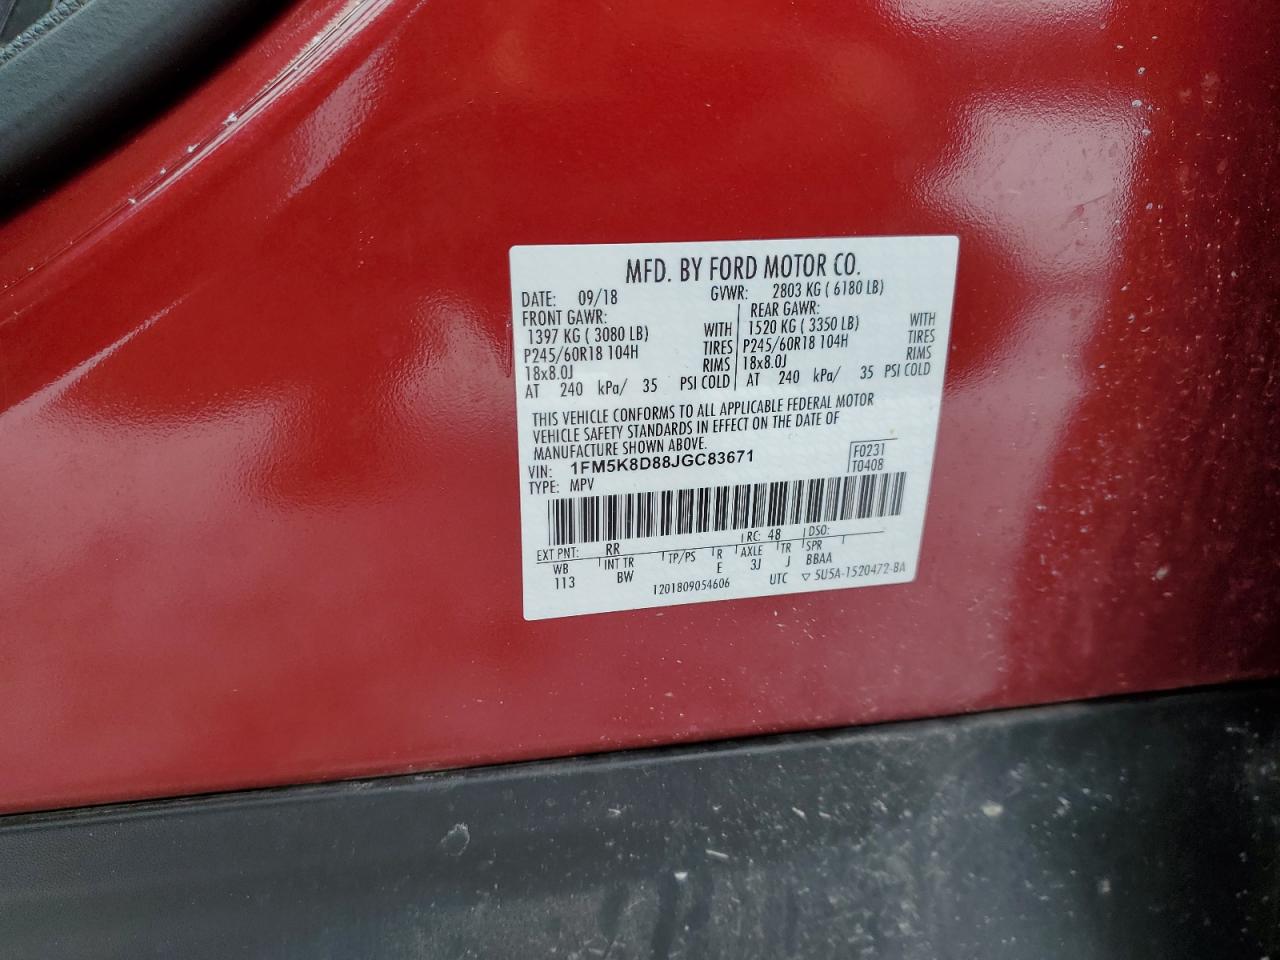 MFD. BY FORD MOTOR CO.
DATE: 09/18 GVWR: 2803 KG ( 6180 LB)
FRONT GAWR: REAR GAWR:
1397 KG ( 3080 LB) WITH 1520 KG ( 3350 LB) WITH
P245/60R18 104H TIRES P245/60R18 104H TIRES
18x8.0J RIMS 18x8.0J RIMS
AT 240 kPa/ 35 PSI COLD AT 240 kPa/ 35 PSI COLD
THIS VEHICLE CONFORMS TO ALL APPLICABLE FEDERAL MOTOR
VEHICLE SAFETY STANDARDS IN EFFECT ON THE DATE OF
MANUFACTURE SHOWN ABOVE.
VIN: 1FM5K8D88JGC83671 F0231
TYPE: MPV T0408
EXT PNT: RR RC: 48 DSO:
WB INT TR TP/PS R AXLE TR SPR
113 BW E 3J J BBAA
1201809054606 UTC ▽ 5U5A-1520472-BA